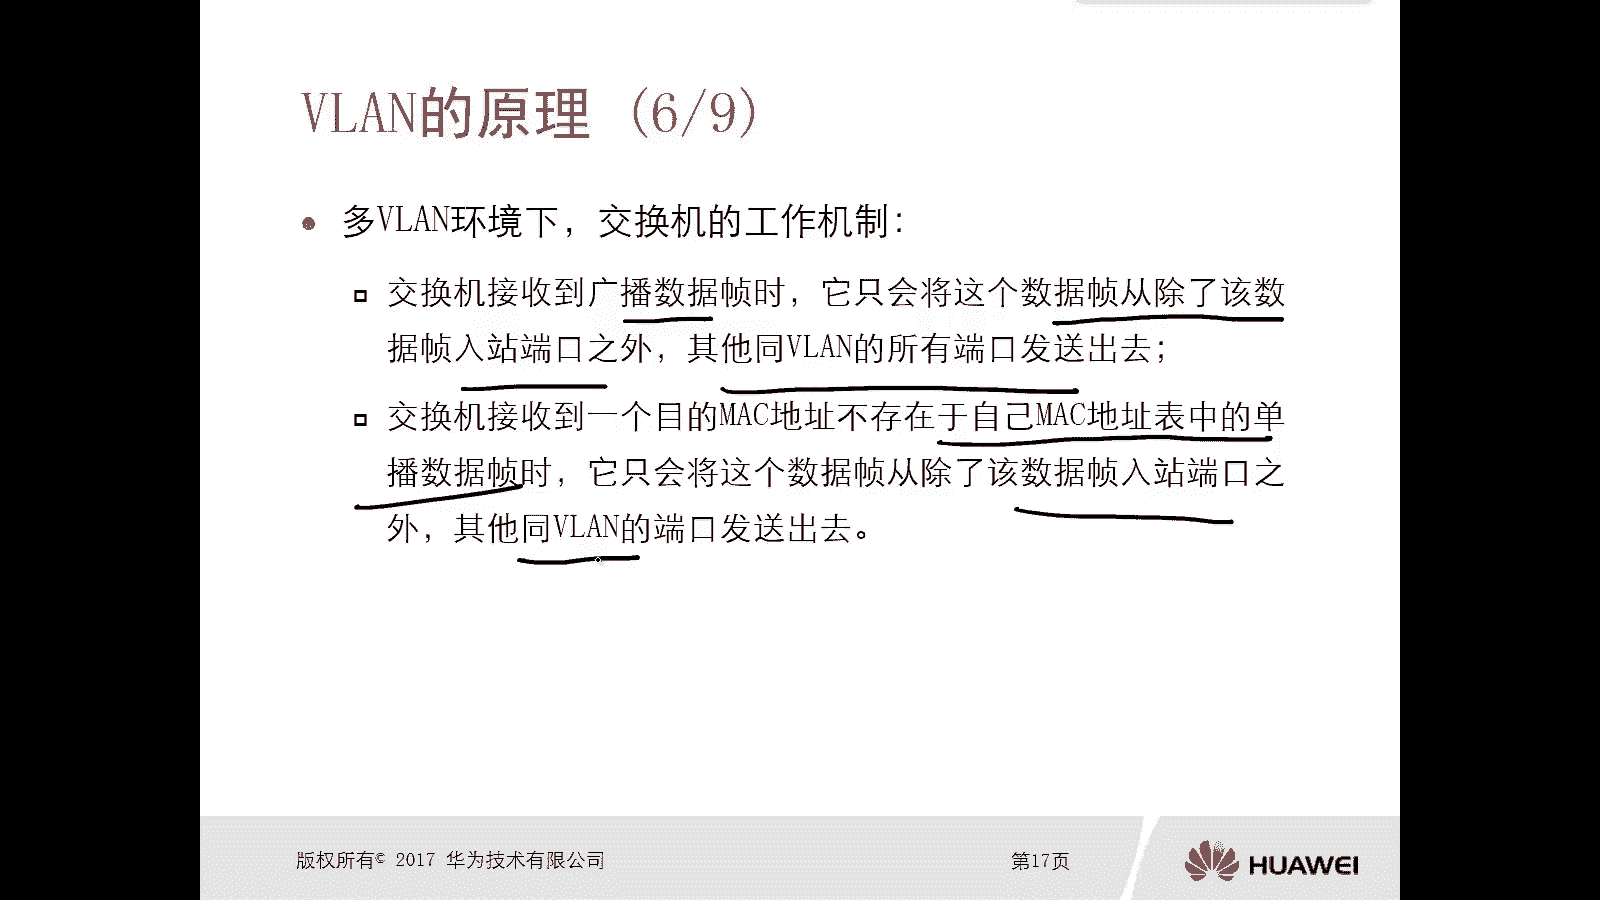 VLAN的原理 (6/9)
多VLAN环境下，交换机的工作机制：
交换机接收到广播数据帧时，它只会将这个数据帧从除了该数
据帧入站端口之外，其他同VLAN的所有端口发送出去；
交换机接收到一个目的MAC地址不存在于自己MAC地址表中的单
播数据帧时，它只会将这个数据帧从除了该数据帧入站端口之
外，其他同VLAN的端口发送出去。
版权所有© 2017 华为技术有限公司
第17页
HUAWEI